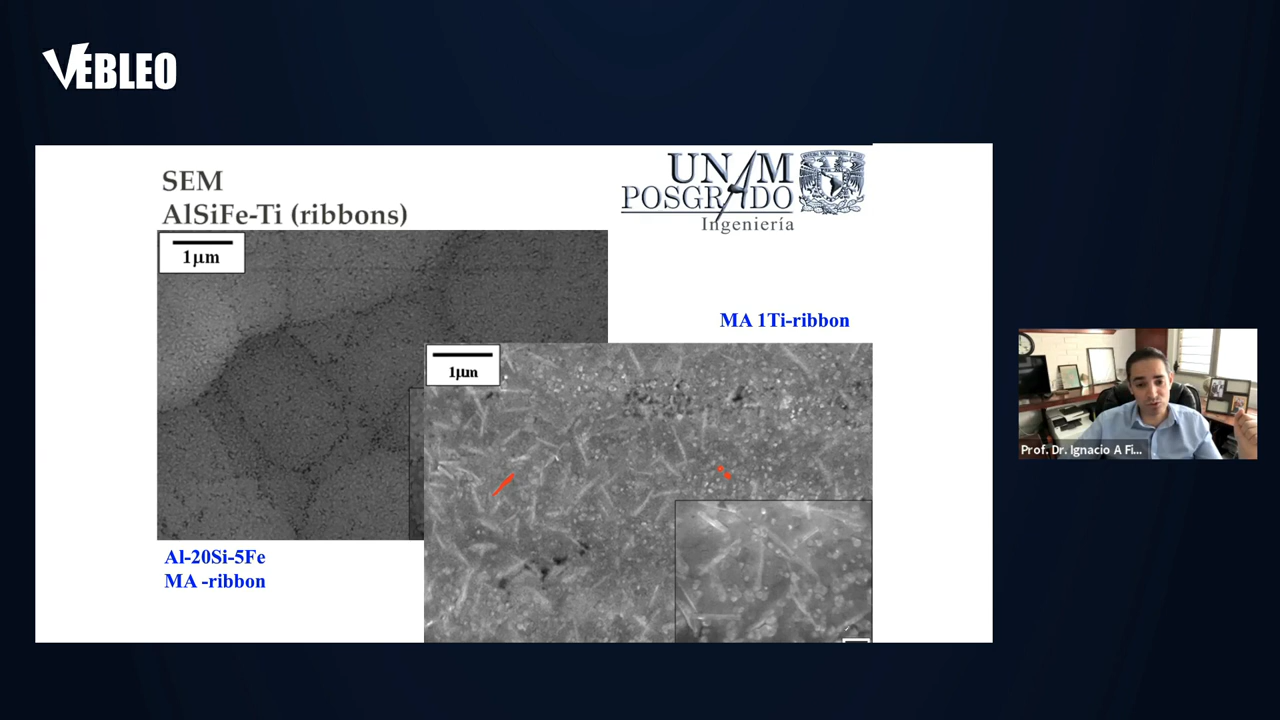 VEBLEO
SEM
AlSiFe-Ti (ribbons)
UNAM
POSGRADO
Ingeniería
1μm
MA 1Ti-ribbon
1μm
Al-20Si-5Fe
MA -ribbon
Prof. Dr. Ignacio A Fi...